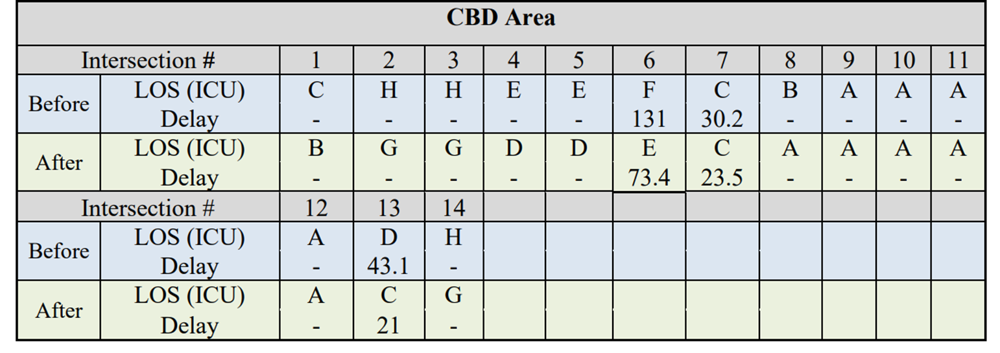 CBD Area
Intersection # 1 2 3 4 5 6 7 8 9 10 11
Before LOS (ICU) C H H E E F C B A A A
Delay - - - - - 131 30.2 - - - -
After LOS (ICU) B G G D D E C A A A A
Delay - - - - - 73.4 23.5 - - - -
Intersection # 12 13 14
Before LOS (ICU) A D H
Delay - 43.1 -
After LOS (ICU) A C G
Delay - 21 -